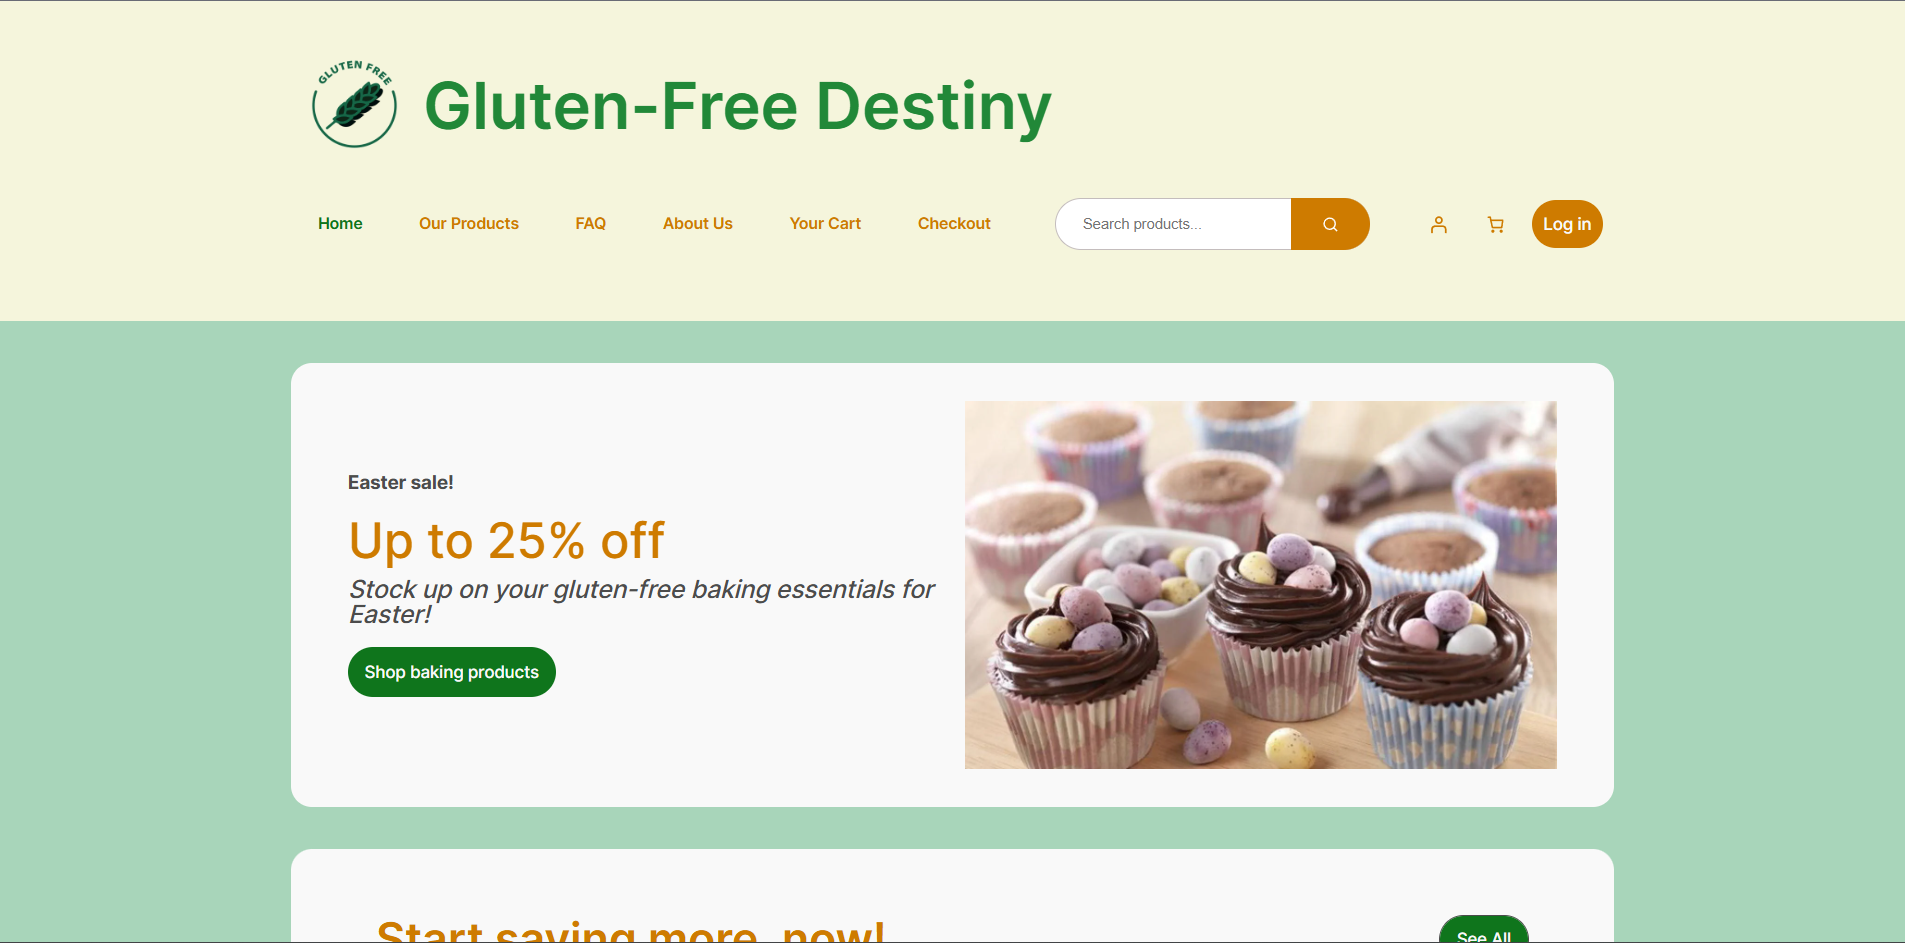 GLUTEN FREE
Gluten-Free Destiny
Home
Our Products
FAQ
About Us
Your Cart
Checkout
Search products...
Log in
Easter sale!
Up to 25% off
Stock up on your gluten-free baking essentials for
Easter!
Shop baking products
Start saving more, now!
See All